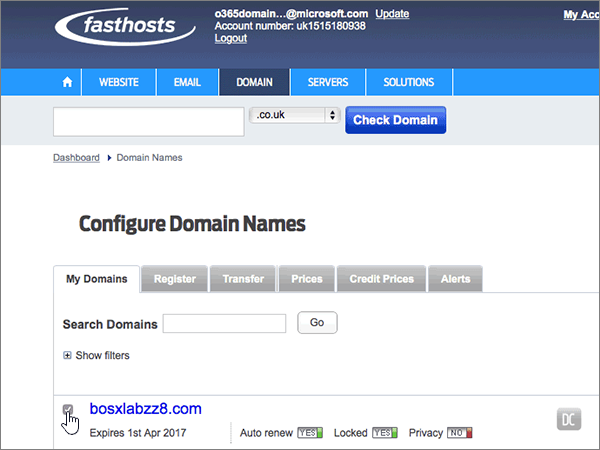 fasthosts
o365domain...@microsoft.com Update
Account number: uk1515180938
Logout
My Acc
WEBSITE EMAIL DOMAIN SERVERS SOLUTIONS
.co.uk Check Domain
Dashboard Domain Names
Configure Domain Names
My Domains Register Transfer Prices Credit Prices Alerts
Search Domains Go
Show filters
bosxlabzz8.com DC
Expires 1st Apr 2017 Auto renew YES Locked YES Privacy NO